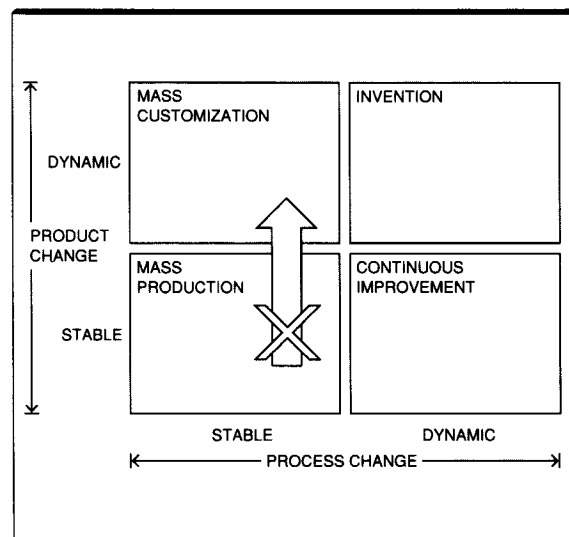 MASS
CUSTOMIZATION
INVENTION
DYNAMIC
PRODUCT
CHANGE
MASS
PRODUCTION
CONTINUOUS
IMPROVEMENT
STABLE
STABLE
DYNAMIC
PROCESS CHANGE